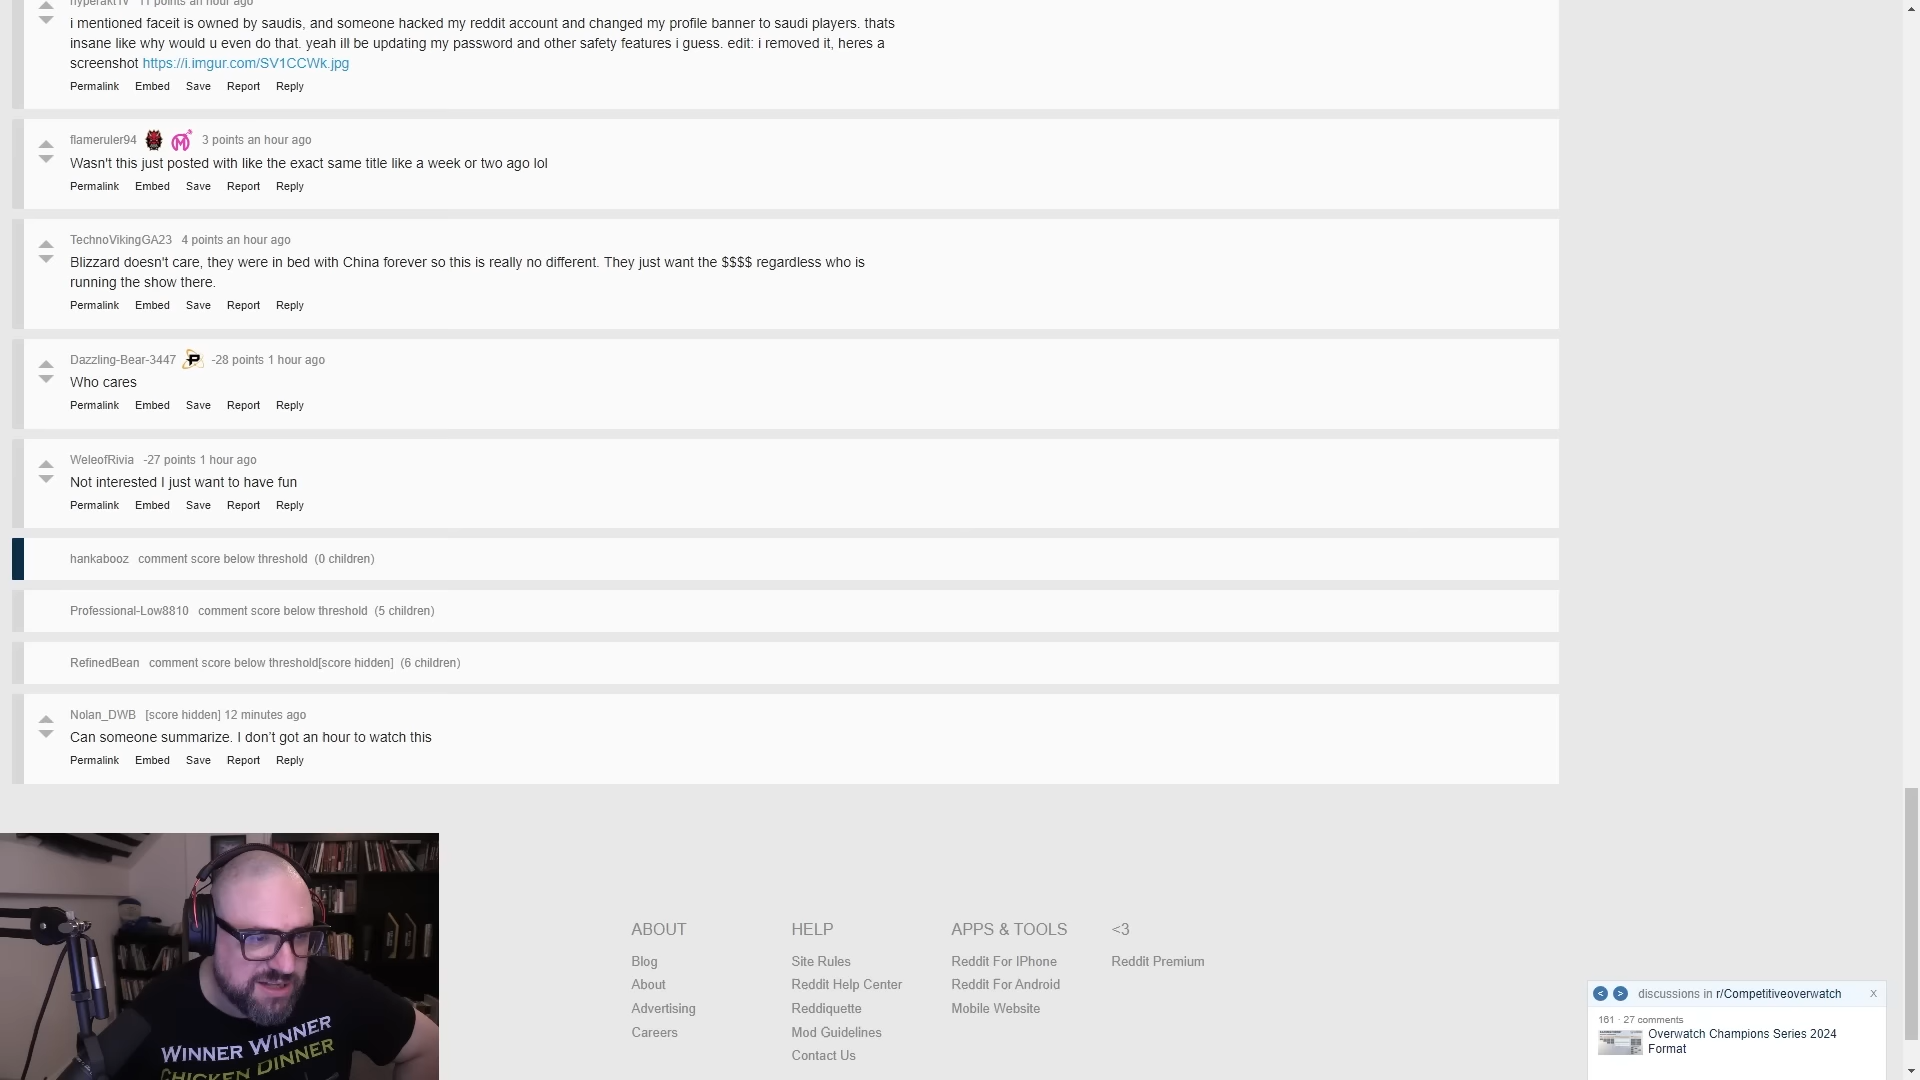 hyperaktTV 11 points an hour ago
i mentioned faceit is owned by saudis, and someone hacked my reddit account and changed my profile banner to saudi players. thats
insane like why would u even do that. yeah ill be updating my password and other safety features i guess. edit: i removed it, heres a
screenshot https://i.imgur.com/SV1CCWk.jpg
Permalink Embed Save Report Reply
flameruler94 3 points an hour ago
Wasn't this just posted with like the exact same title like a week or two ago lol
Permalink Embed Save Report Reply
TechnoVikingGA23 4 points an hour ago
Blizzard doesn't care, they were in bed with China forever so this is really no different. They just want the $$$$ regardless who is
running the show there.
Permalink Embed Save Report Reply
Dazzling-Bear-3447 -28 points 1 hour ago
Who cares
Permalink Embed Save Report Reply
WeleofRivia -27 points 1 hour ago
Not interested I just want to have fun
Permalink Embed Save Report Reply
hankabooz comment score below threshold (0 children)
Professional-Low8810 comment score below threshold (5 children)
RefinedBean comment score below threshold[score hidden] (6 children)
Nolan_DWB [score hidden] 12 minutes ago
Can someone summarize. I don’t got an hour to watch this
Permalink Embed Save Report Reply
WINNER WINNER
CHICKEN DINNER
ABOUT
Blog
About
Advertising
Careers
HELP
Site Rules
Reddit Help Center
Reddiquette
Mod Guidelines
Contact Us
APPS & TOOLS
Reddit For IPhone
Reddit For Android
Mobile Website
<3
Reddit Premium
< > discussions in r/Competitiveoverwatch X
161 · 27 comments
Overwatch Champions Series 2024
Format